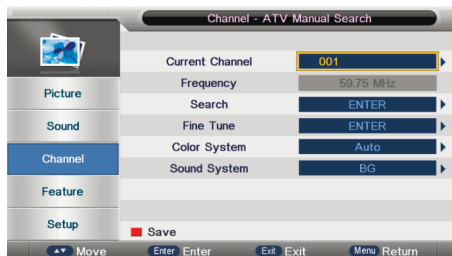 Channel - ATV Manual Search
Picture
Sound
Channel
Feature
Setup
Current Channel 001
Frequency 59.75 MHz
Search ENTER
Fine Tune ENTER
Color System Auto
Sound System BG
Save
Move Enter Enter Exit Exit Menu Return